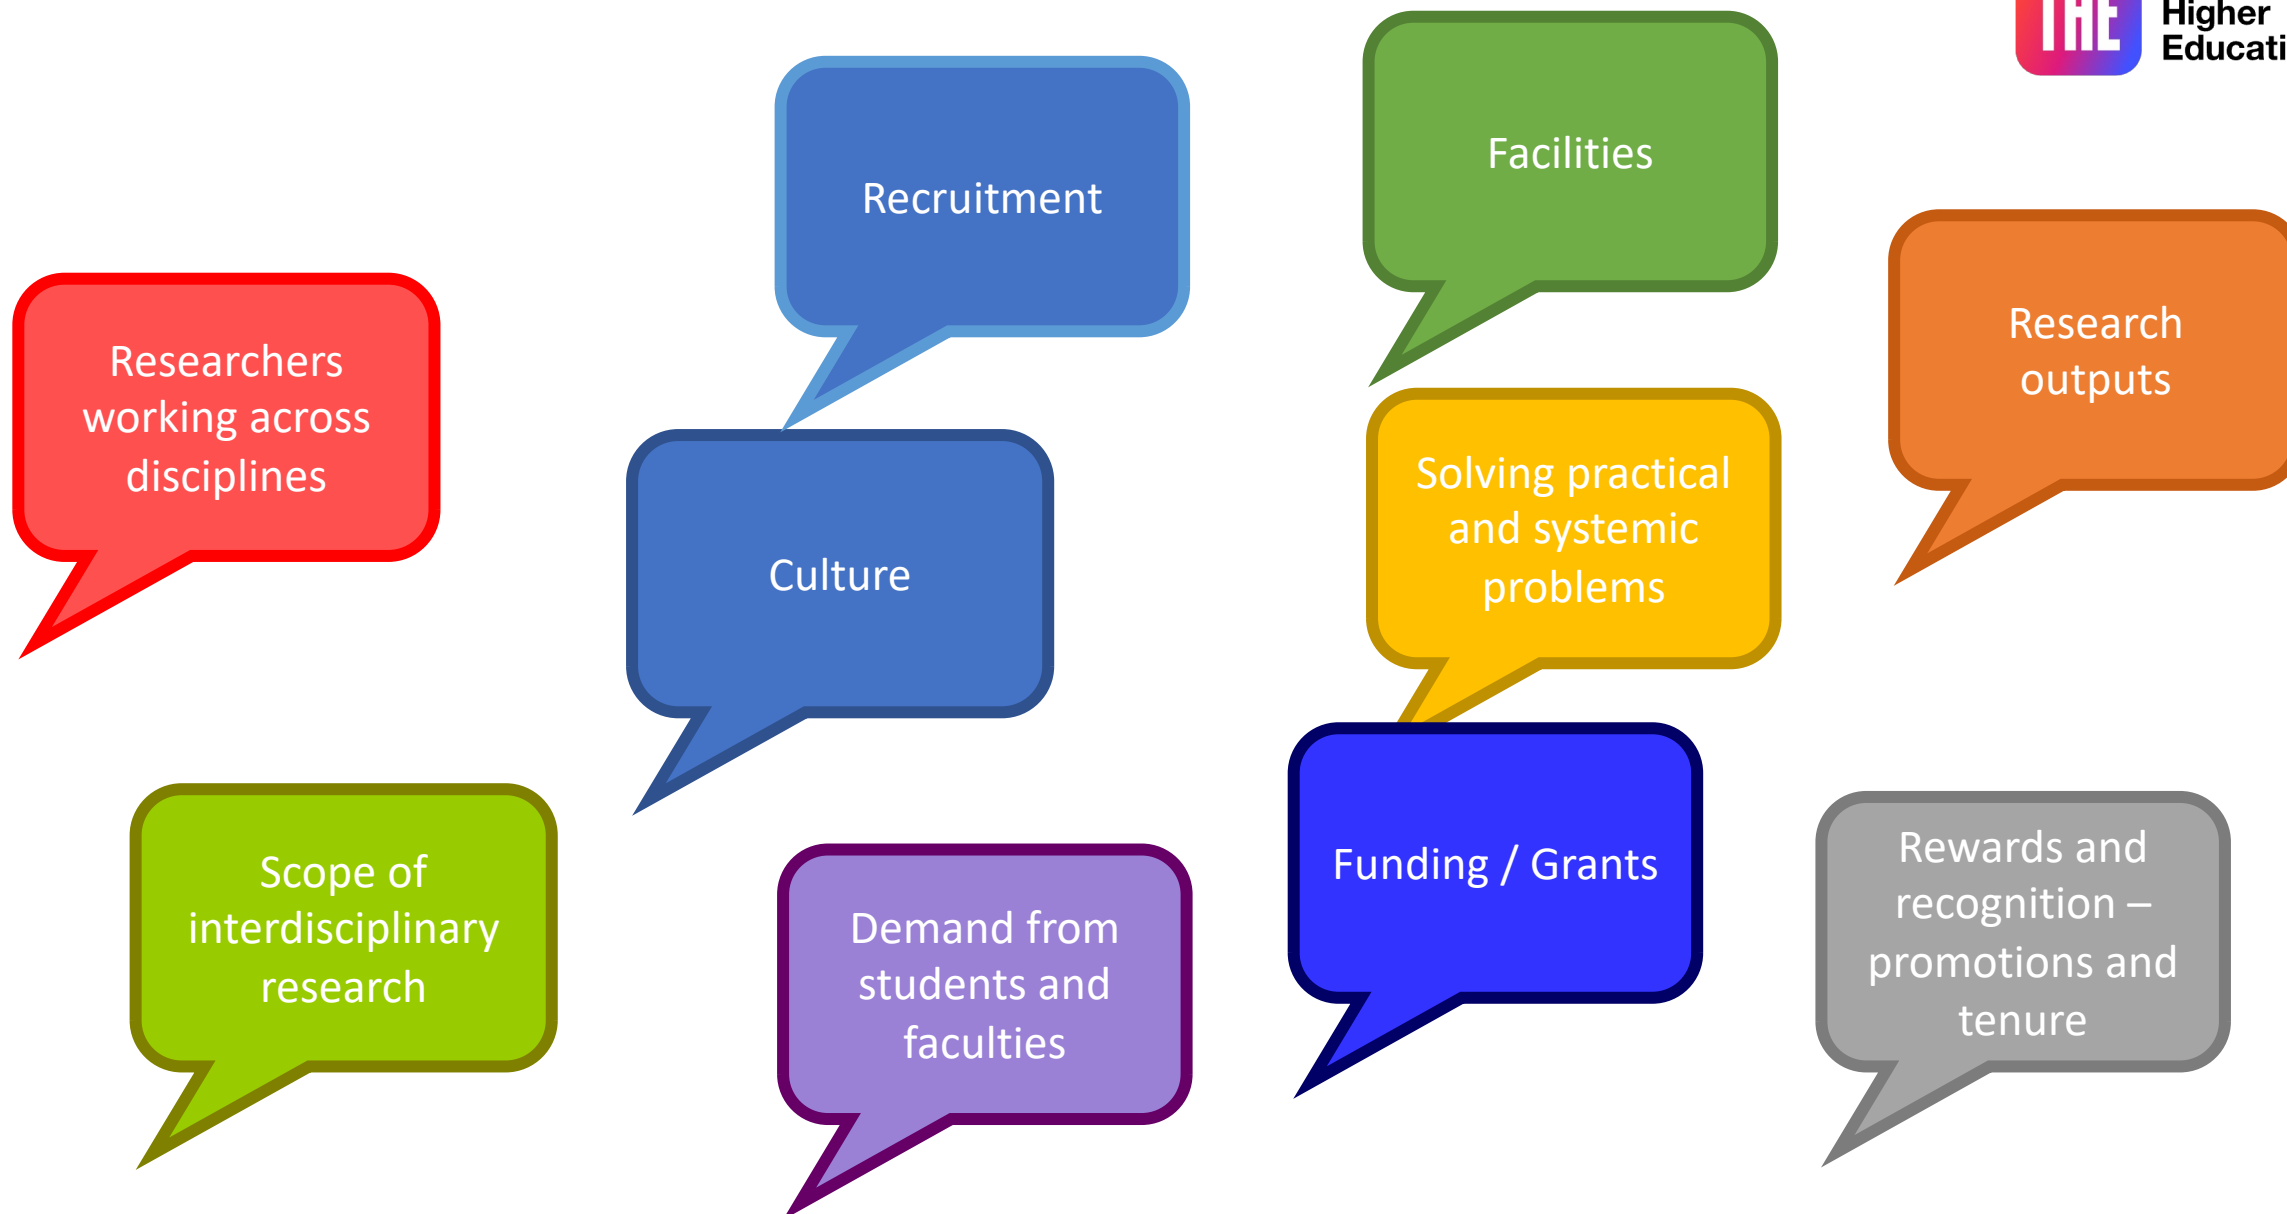 THE
Higher
Educati
Recruitment
Facilities
Researchers
working across
disciplines
Research
outputs
Culture
Solving practical
and systemic
problems
Scope of
interdisciplinary
research
Demand from
students and
faculties
Funding / Grants
Rewards and
recognition –
promotions and
tenure